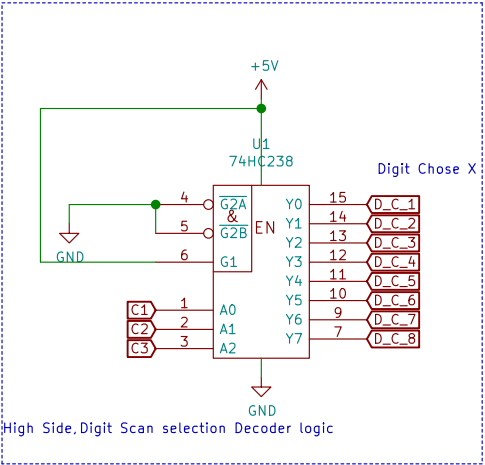 +5V
U1
74HC238
Digit Chose X
4 G2A Y0 15 D_C_1
& EN
5 G2B Y1 14 D_C_2
Y2 13 D_C_3
GND 6 G1 Y3 12 D_C_4
Y4 11 D_C_5
Y5 10 D_C_6
C1 1 A0
Y6 9 D_C_7
C2 2 A1
Y7 7 D_C_8
C3 3 A2
GND
High Side,Digit Scan selection Decoder logic